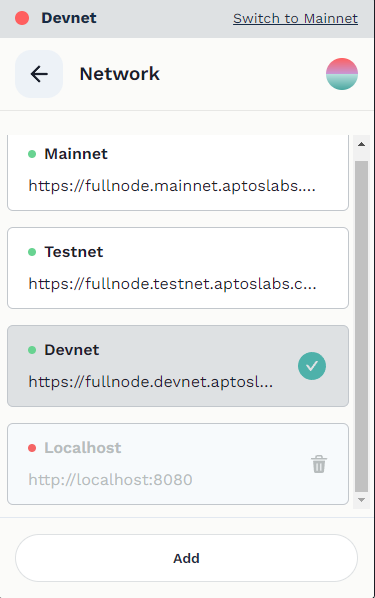 Devnet Switch to Mainnet
Network
Mainnet
https://fullnode.mainnet.aptoslabs....
Testnet
https://fullnode.testnet.aptoslabs.c...
Devnet
https://fullnode.devnet.aptosl...
Localhost
http://localhost:8080
Add